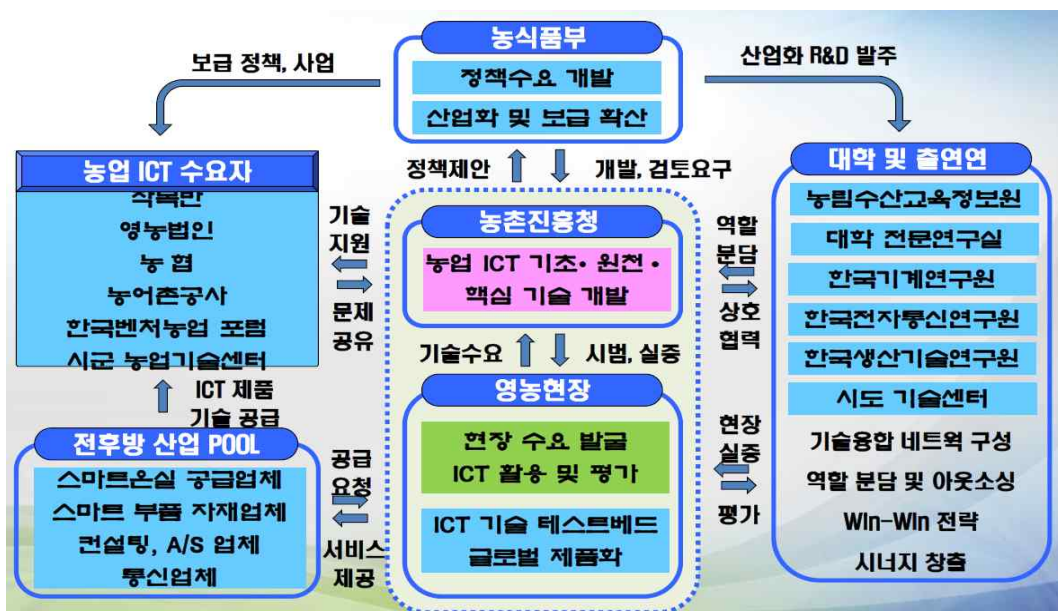 농식품부
정책수요 개발
산업화 및 보급 확산
보급 정책, 사업
산업화 R&D 발주
정책제안
개발, 검토요구
농업 ICT 수요자
작목반
영농법인
농 협
농어촌공사
한국벤처농업 포럼
시군 농업기술센터
기술
지원
문제
공유
농촌진흥청
농업 ICT 기초· 원천 ·
핵심 기술 개발
역할
분담
상호
협력
대학 및 출연연
농림수산교육정보원
대학 전문연구실
한국기계연구원
한국전자통신연구원
한국생산기술연구원
시도 기술센터
기술융합 네트웍 구성
역할 분담 및 아웃소싱
Win-Win 전략
시너지 창출
기술수요
시범, 실증
ICT 제품
기술 공급
전후방 산업 POOL
스마트온실 공급업체
스마트 부품 자재업체
컨설팅, A/S 업체
통신업체
공급
요청
서비스
제공
영농현장
현장 수요 발굴
ICT 활용 및 평가
ICT 기술 테스트베드
글로벌 제품화
현장
실증
평가